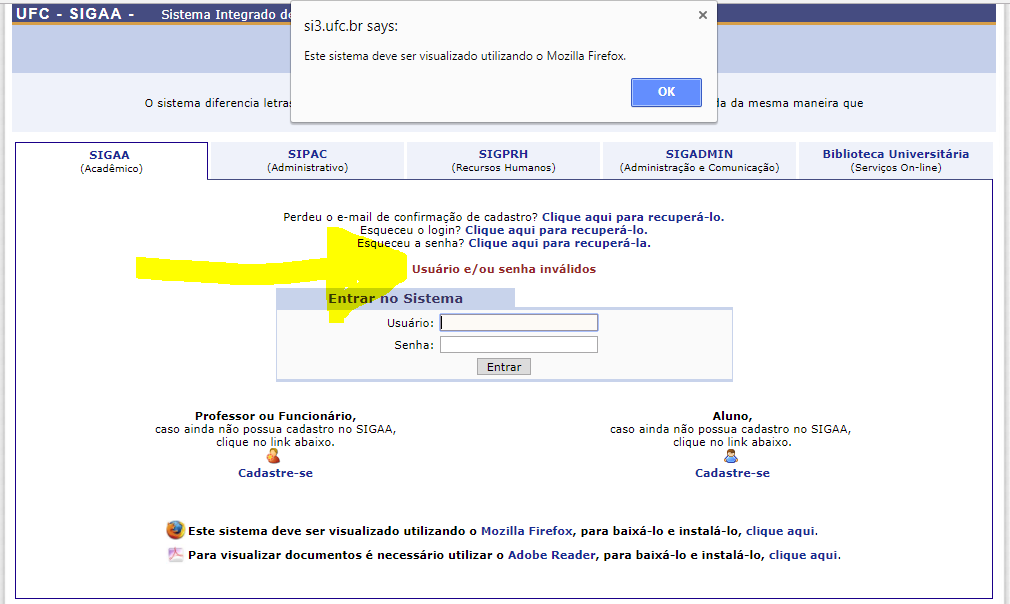 UFC - SIGAA - Sistema Integrado de
si3.ufc.br says:
Este sistema deve ser visualizado utilizando o Mozilla Firefox.
OK
O sistema diferencia letras da da mesma maneira que
SIGAA
(Acadêmico)
SIPAC
(Administrativo)
SIGPRH
(Recursos Humanos)
SIGADMIN
(Administração e Comunicação)
Biblioteca Universitária
(Serviços On-line)
Perdeu o e-mail de confirmação de cadastro? Clique aqui para recuperá-lo.
Esqueceu o login? Clique aqui para recuperá-lo.
Esqueceu a senha? Clique aqui para recuperá-la.
Usuário e/ou senha inválidos
Entrar no Sistema
Usuário:
Senha:
Entrar
Professor ou Funcionário,
caso ainda não possua cadastro no SIGAA,
clique no link abaixo.
Cadastre-se
Aluno,
caso ainda não possua cadastro no SIGAA,
clique no link abaixo.
Cadastre-se
Este sistema deve ser visualizado utilizando o Mozilla Firefox, para baixá-lo e instalá-lo, clique aqui.
Para visualizar documentos é necessário utilizar o Adobe Reader, para baixá-lo e instalá-lo, clique aqui.